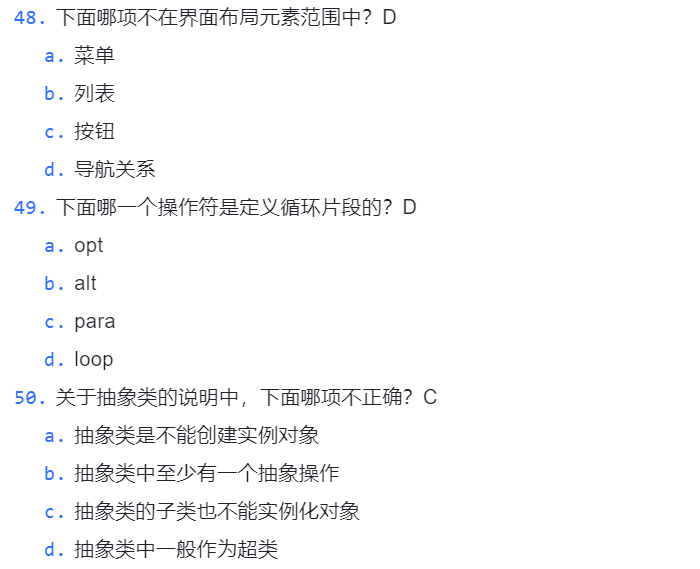 48. 下面哪项不在界面布局元素范围中？D
a. 菜单
b. 列表
c. 按钮
d. 导航关系
49. 下面哪一个操作符是定义循环片段的？D
a. opt
b. alt
c. para
d. loop
50. 关于抽象类的说明中，下面哪项不正确？C
a. 抽象类是不能创建实例对象
b. 抽象类中至少有一个抽象操作
c. 抽象类的子类也不能实例化对象
d. 抽象类中一般作为超类